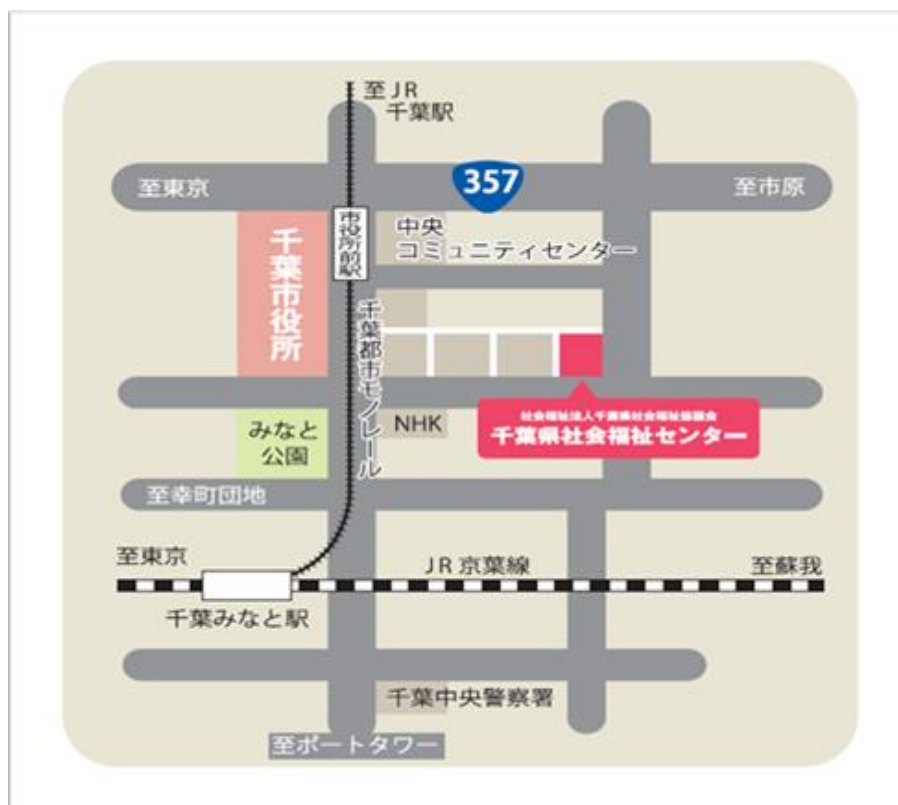 至JR
千葉駅
至東京
357
至市原
市役所前駅
中央
コミュニティセンター
千葉市役所
千葉都市モノレール
社会福祉法人千葉県社会福祉協議会
千葉県社会福祉センター
みなと
公園
NHK
至幸町団地
至東京
JR京葉線
至蘇我
千葉みなと駅
千葉中央警察署
至ポートタワー